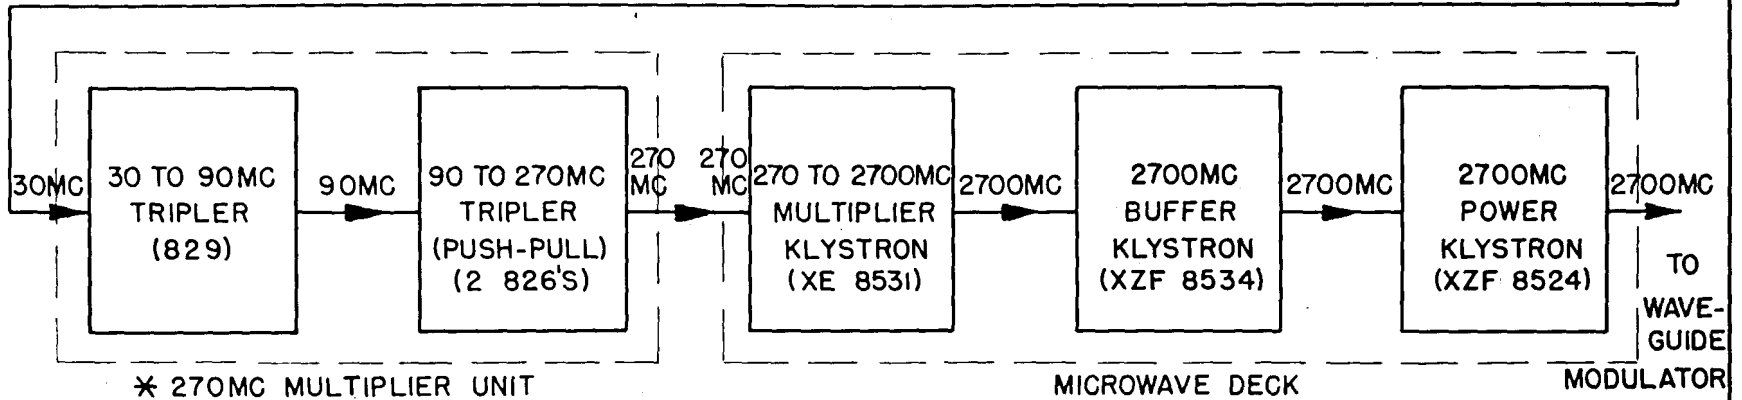 30MC
30 TO 90MC
TRIPLER
(829)
90MC
90 TO 270MC
TRIPLER
(PUSH-PULL)
(2 826'S)
270
MC
270
MC
270 TO 2700MC
MULTIPLIER
KLYSTRON
(XE 8531)
2700MC
2700MC
BUFFER
KLYSTRON
(XZF 8534)
2700MC
2700MC
POWER
KLYSTRON
(XZF 8524)
2700MC
TO
WAVE-
GUIDE
MODULATOR
* 270MC MULTIPLIER UNIT
MICROWAVE DECK